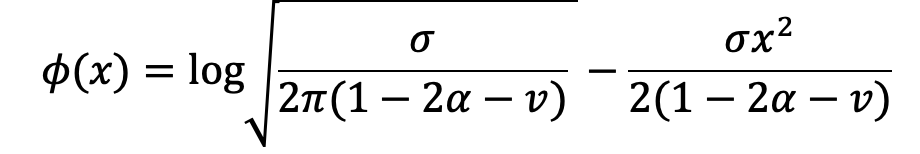 ϕ(x) = log √(σ / 2π(1 − 2α − v)) − σx² / 2(1 − 2α − v)